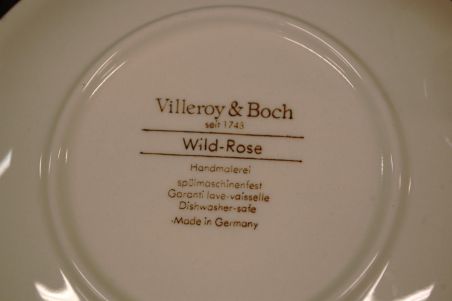 Villeroy & Boch
seit 1748
Wild-Rose
Handmalerei
spülmaschinenfest
Garanti lave-vaisselle
Dishwasher-safe
Made in Germany